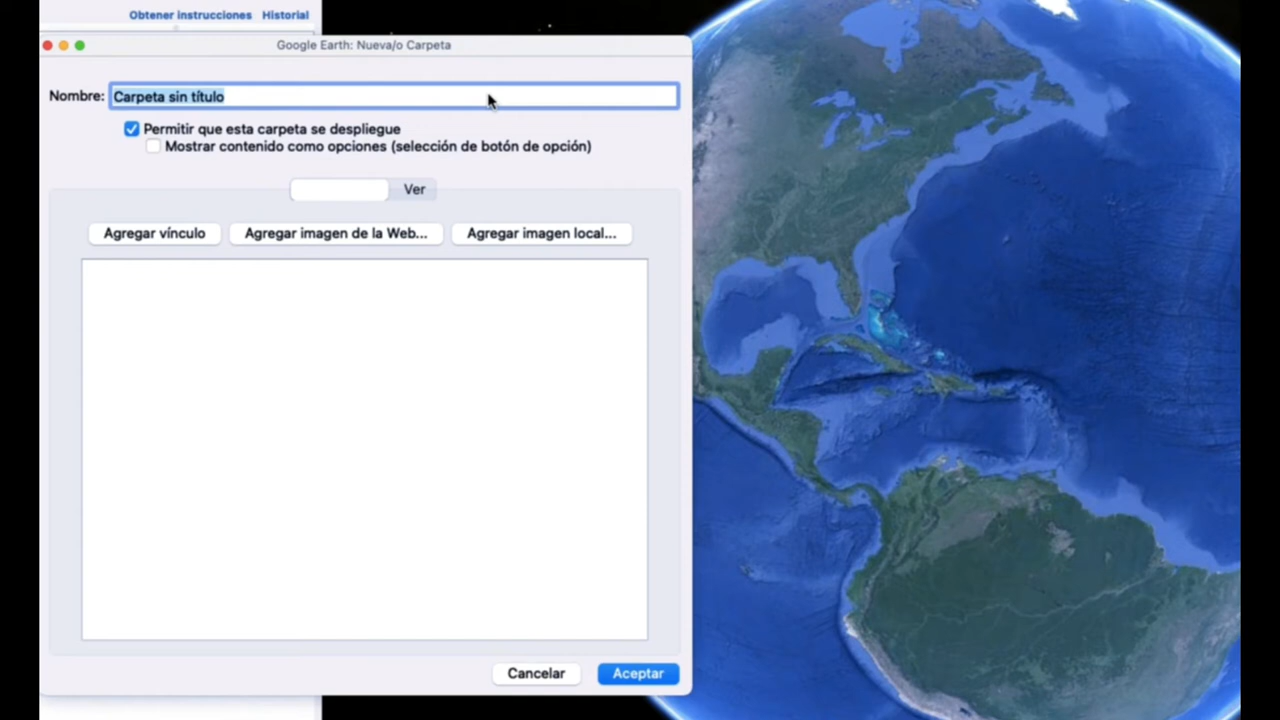 Obtener instrucciones Historial
Google Earth: Nueva/o Carpeta
Nombre: Carpeta sin título
Permitir que esta carpeta se despliegue
Mostrar contenido como opciones (selección de botón de opción)
Ver
Agregar vínculo Agregar imagen de la Web... Agregar imagen local...
Cancelar Aceptar